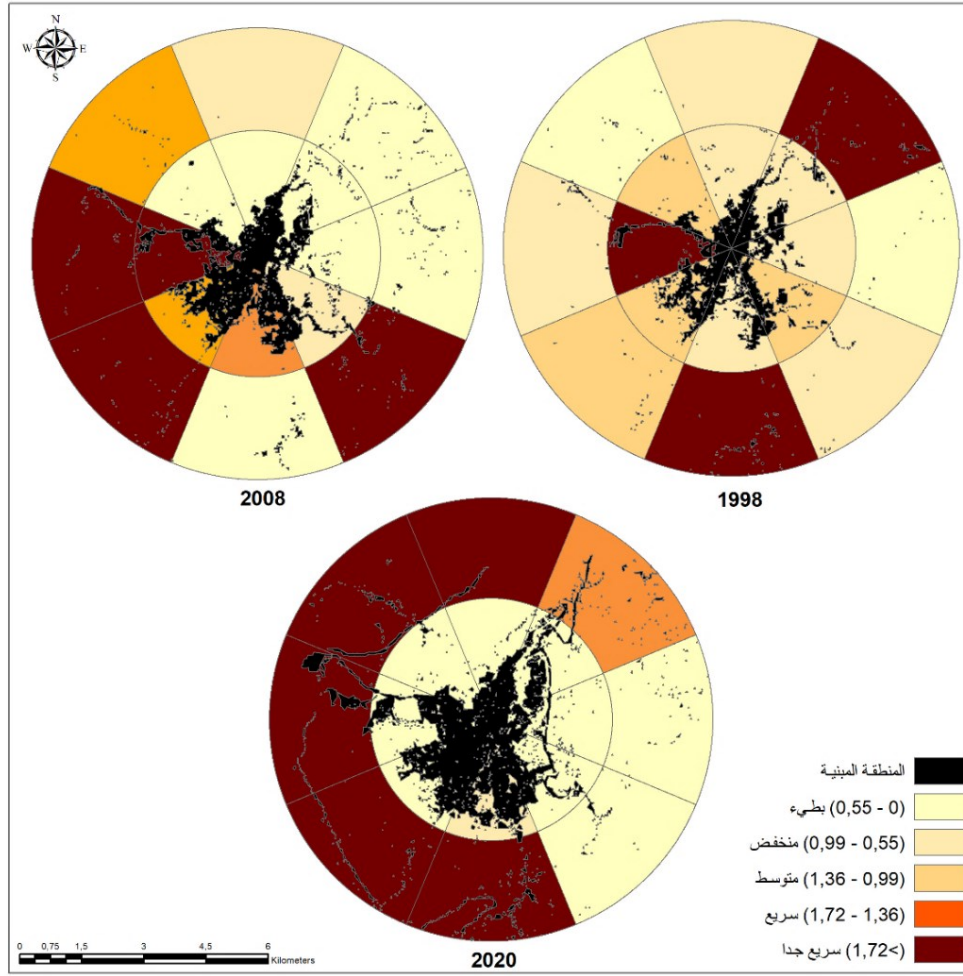 N
W E
S
2008
1998
2020
المنطقة المبنية
بطيء (0,55 - 0)
منخفض (0,99 - 0,55)
متوسط (1,36 - 0,99)
سريع (1,72 - 1,36)
سريع جدا (1,72<)
0 0,75 1,5 3 4,5 6
Kilometers